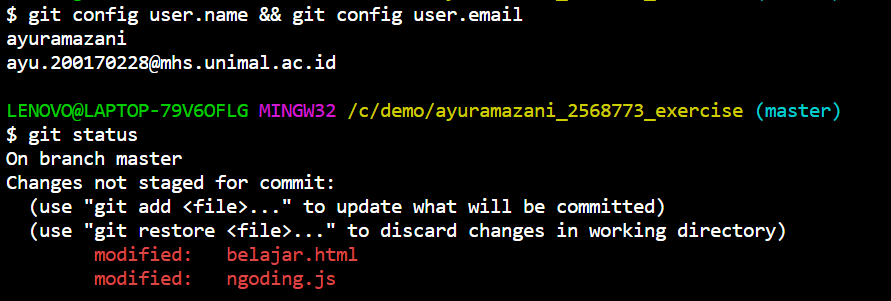 $ git config user.name && git config user.email
ayuramazani
ayu.200170228@mhs.unimal.ac.id
LENOVO@LAPTOP-79V6OFLG MINGW32 /c/demo/ayuramazani_2568773_exercise (master)
$ git status
On branch master
Changes not staged for commit:
  (use "git add <file>..." to update what will be committed)
  (use "git restore <file>..." to discard changes in working directory)
        modified:   belajar.html
        modified:   ngoding.js